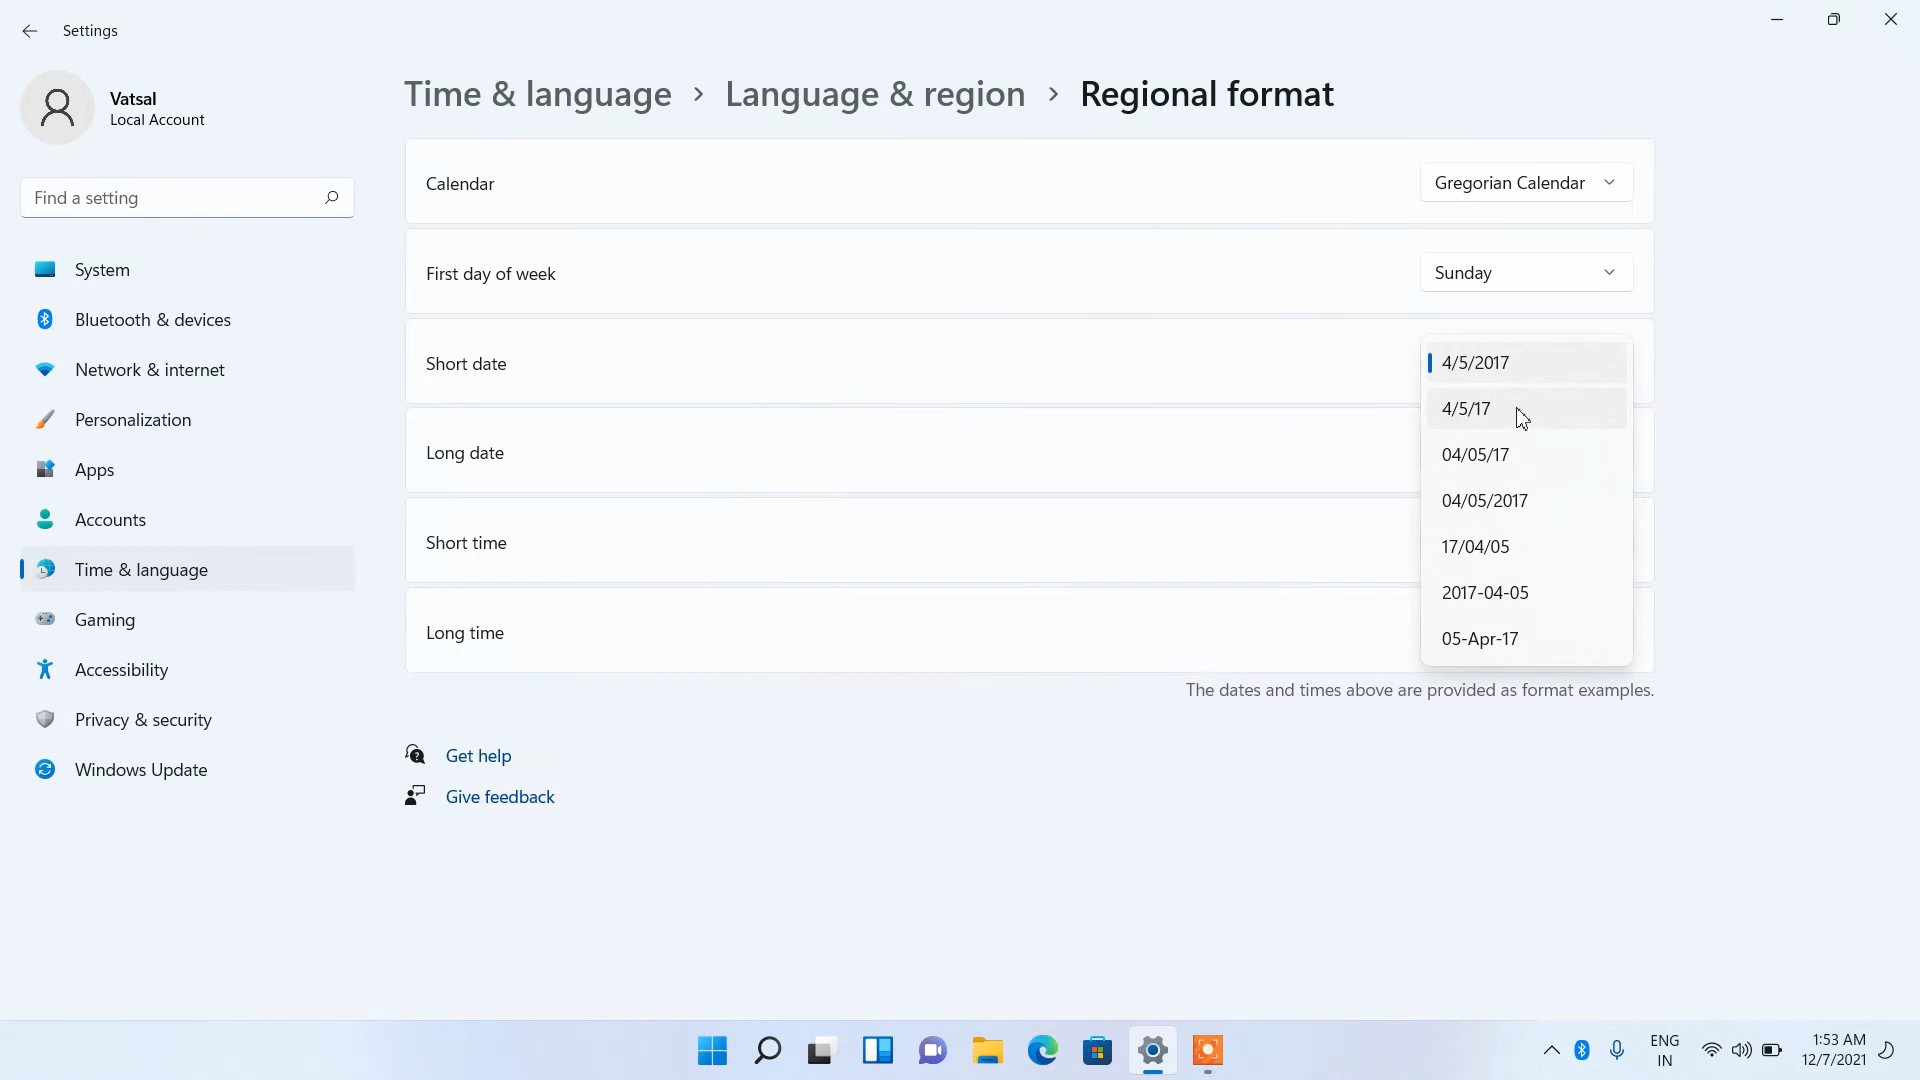 Settings
Vatsal
Local Account
Find a setting
System
Bluetooth & devices
Network & internet
Personalization
Apps
Accounts
Time & language
Gaming
Accessibility
Privacy & security
Windows Update
Time & language > Language & region > Regional format
Calendar
Gregorian Calendar
First day of week
Sunday
Short date
4/5/2017
4/5/17
04/05/17
04/05/2017
17/04/05
2017-04-05
05-Apr-17
Long date
Short time
Long time
The dates and times above are provided as format examples.
Get help
Give feedback
ENG
IN
1:53 AM
12/7/2021